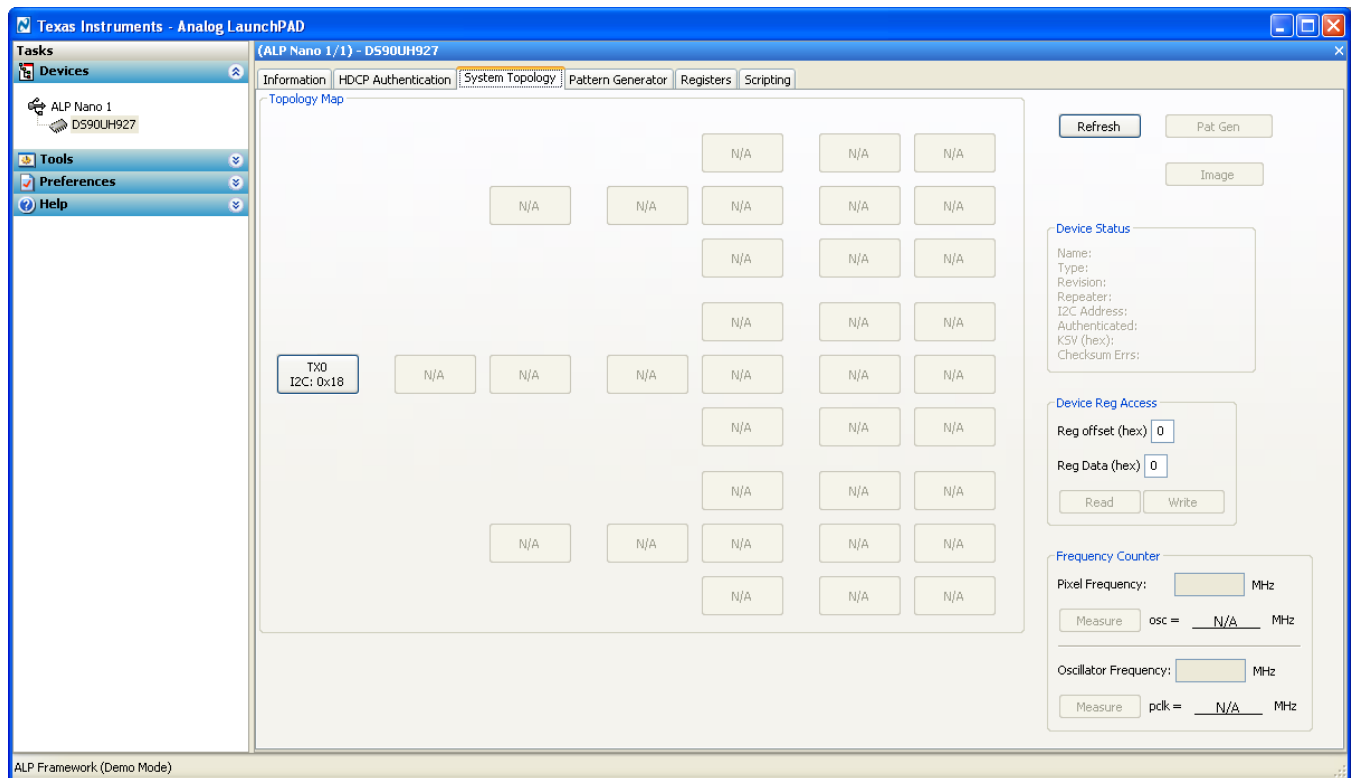 Texas Instruments - Analog LaunchPAD
Tasks
(ALP Nano 1/1) - DS90UH927
Devices
ALP Nano 1
DS90UH927
Tools
Preferences
Help
Information HDCP Authentication System Topology Pattern Generator Registers Scripting
Topology Map
N/A N/A N/A
N/A N/A N/A N/A N/A
N/A N/A N/A
N/A N/A N/A
TX0
I2C: 0x18
N/A N/A N/A N/A N/A N/A
N/A N/A N/A
N/A N/A N/A
N/A N/A N/A N/A N/A
N/A N/A N/A
Refresh Pat Gen
Image
Device Status
Name:
Type:
Revision:
Repeater:
I2C Address:
Authenticated:
KSV (hex):
Checksum Errs:
Device Reg Access
Reg offset (hex) 0
Reg Data (hex) 0
Read Write
Frequency Counter
Pixel Frequency: MHz
Measure osc = N/A MHz
Oscillator Frequency: MHz
Measure pclk = N/A MHz
ALP Framework (Demo Mode)